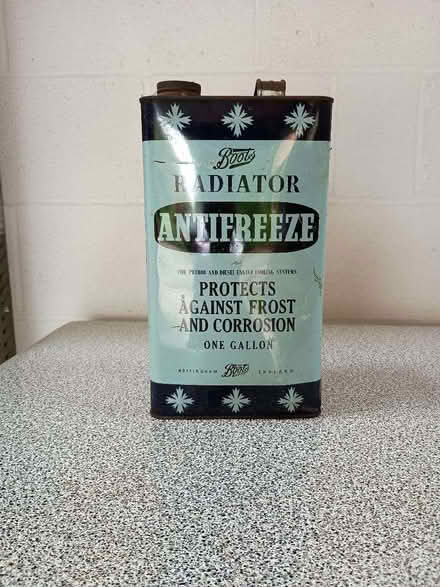 Boots
RADIATOR
ANTIFREEZE
FOR PETROL AND DIESEL ENGINE COOLING SYSTEMS
PROTECTS
AGAINST FROST
AND CORROSION
ONE GALLON
NOTTINGHAM Boots ENGLAND